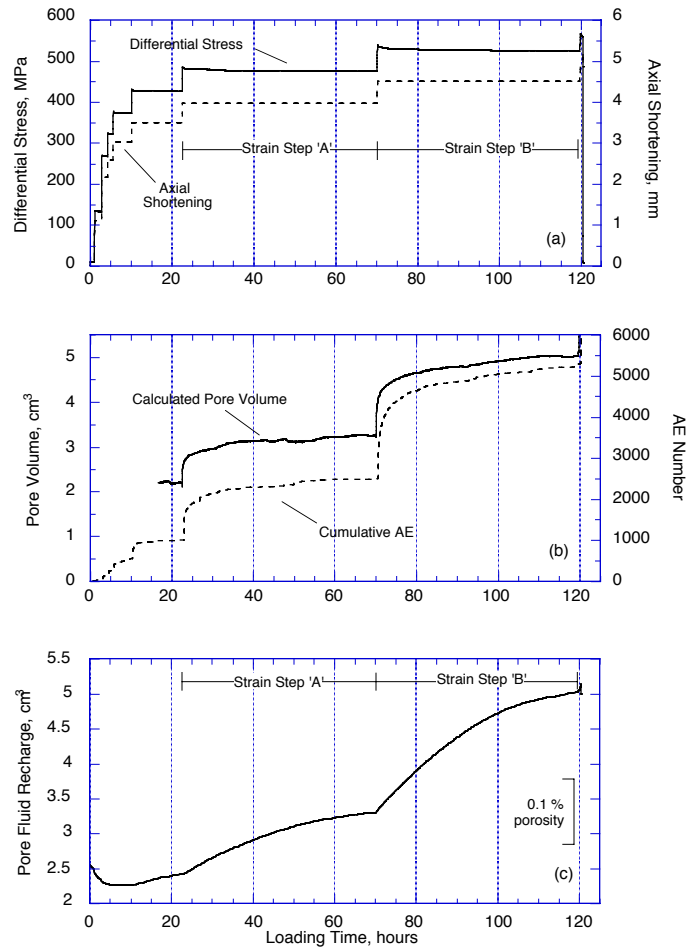 600
500
400
300
200
100
0
Differential Stress, MPa
Differential Stress
Axial
Shortening
Strain Step 'A'
Strain Step 'B'
(a)
6
5
4
3
2
1
0
Axial Shortening, mm
0 20 40 60 80 100 120
5
4
3
2
1
0
Pore Volume, cm3
Calculated Pore Volume
Cumulative AE
(b)
6000
5000
4000
3000
2000
1000
0
AE Number
0 20 40 60 80 100 120
5.5
5
4.5
4
3.5
3
2.5
2
Pore Fluid Recharge, cm3
Strain Step 'A'
Strain Step 'B'
0.1 %
porosity
(c)
0 20 40 60 80 100 120
Loading Time, hours